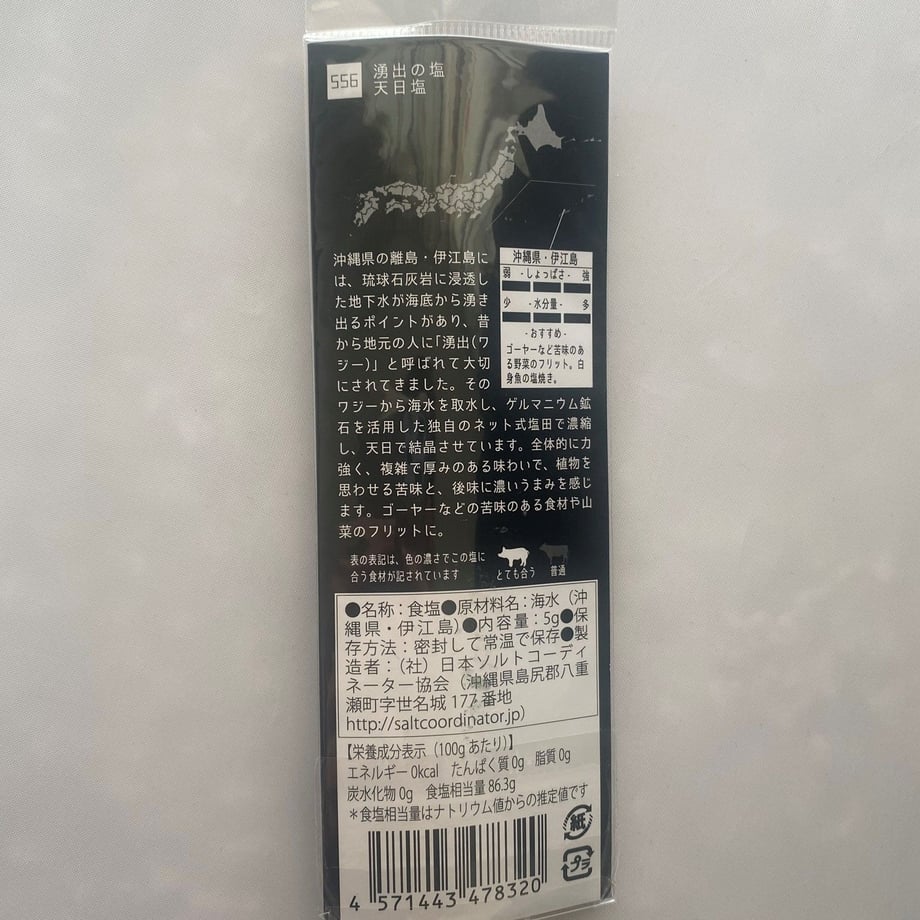 556
湧出の塩
天日塩
沖縄県の離島・伊江島に
は、琉球石灰岩に浸透し
た地下水が海底から湧き
出るポイントがあり、昔
から地元の人に「湧出(ワ
ジー)」と呼ばれて大切
にされてきました。その
ワジーから海水を取水し、ゲルマニウム鉱
石を活用した独自のネット式塩田で濃縮
し、天日で結晶させています。全体的に力
強く、複雑で厚みのある味わいで、植物を
思わせる苦味と、後味に濃いうまみを感じ
ます。ゴーヤーなどの苦味のある食材や山
菜のフリットに。
沖縄県・伊江島
弱 -しょっぱさ- 強
少 -水分量- 多
-おすすめ-
ゴーヤーなど苦味のあ
る野菜のフリット。白
身魚の塩焼き。
表の表記は、色の濃さでこの塩に
合う食材が記されています
とても合う 普通
●名称：食塩●原材料名：海水（沖
縄県・伊江島）●内容量：5g●保
存方法：密封して常温で保存●製
造者：（社）日本ソルトコーディ
ネーター協会（沖縄県島尻郡八重
瀬町字世名城 177 番地
http://saltcoordinator.jp）
【栄養成分表示（100gあたり）】
エネルギー 0kcal たんぱく質 0g 脂質 0g
炭水化物 0g 食塩相当量 86.3g
＊食塩相当量はナトリウム値からの推定値です
紙
プラ
4 571443 478320